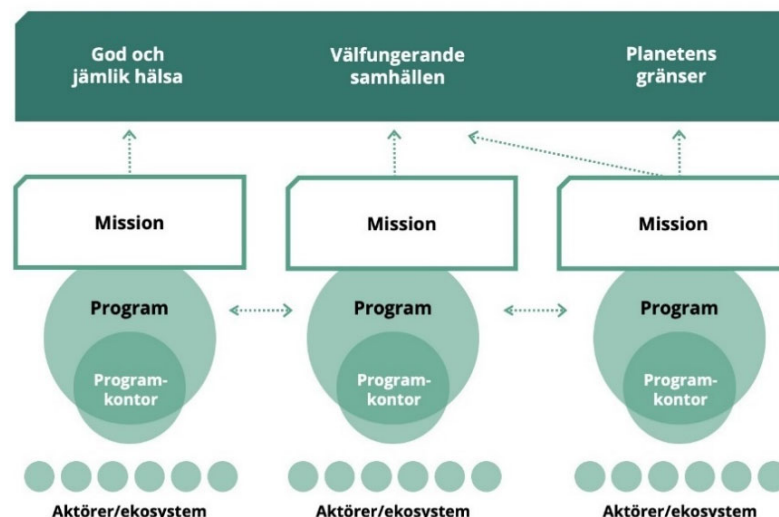 God och
jämlik hälsa
Välfungerande
samhällen
Planetens
gränser
Mission
Mission
Mission
Program
Program
Program
Program-
kontor
Program-
kontor
Program-
kontor
Aktörer/ekosystem
Aktörer/ekosystem
Aktörer/ekosystem